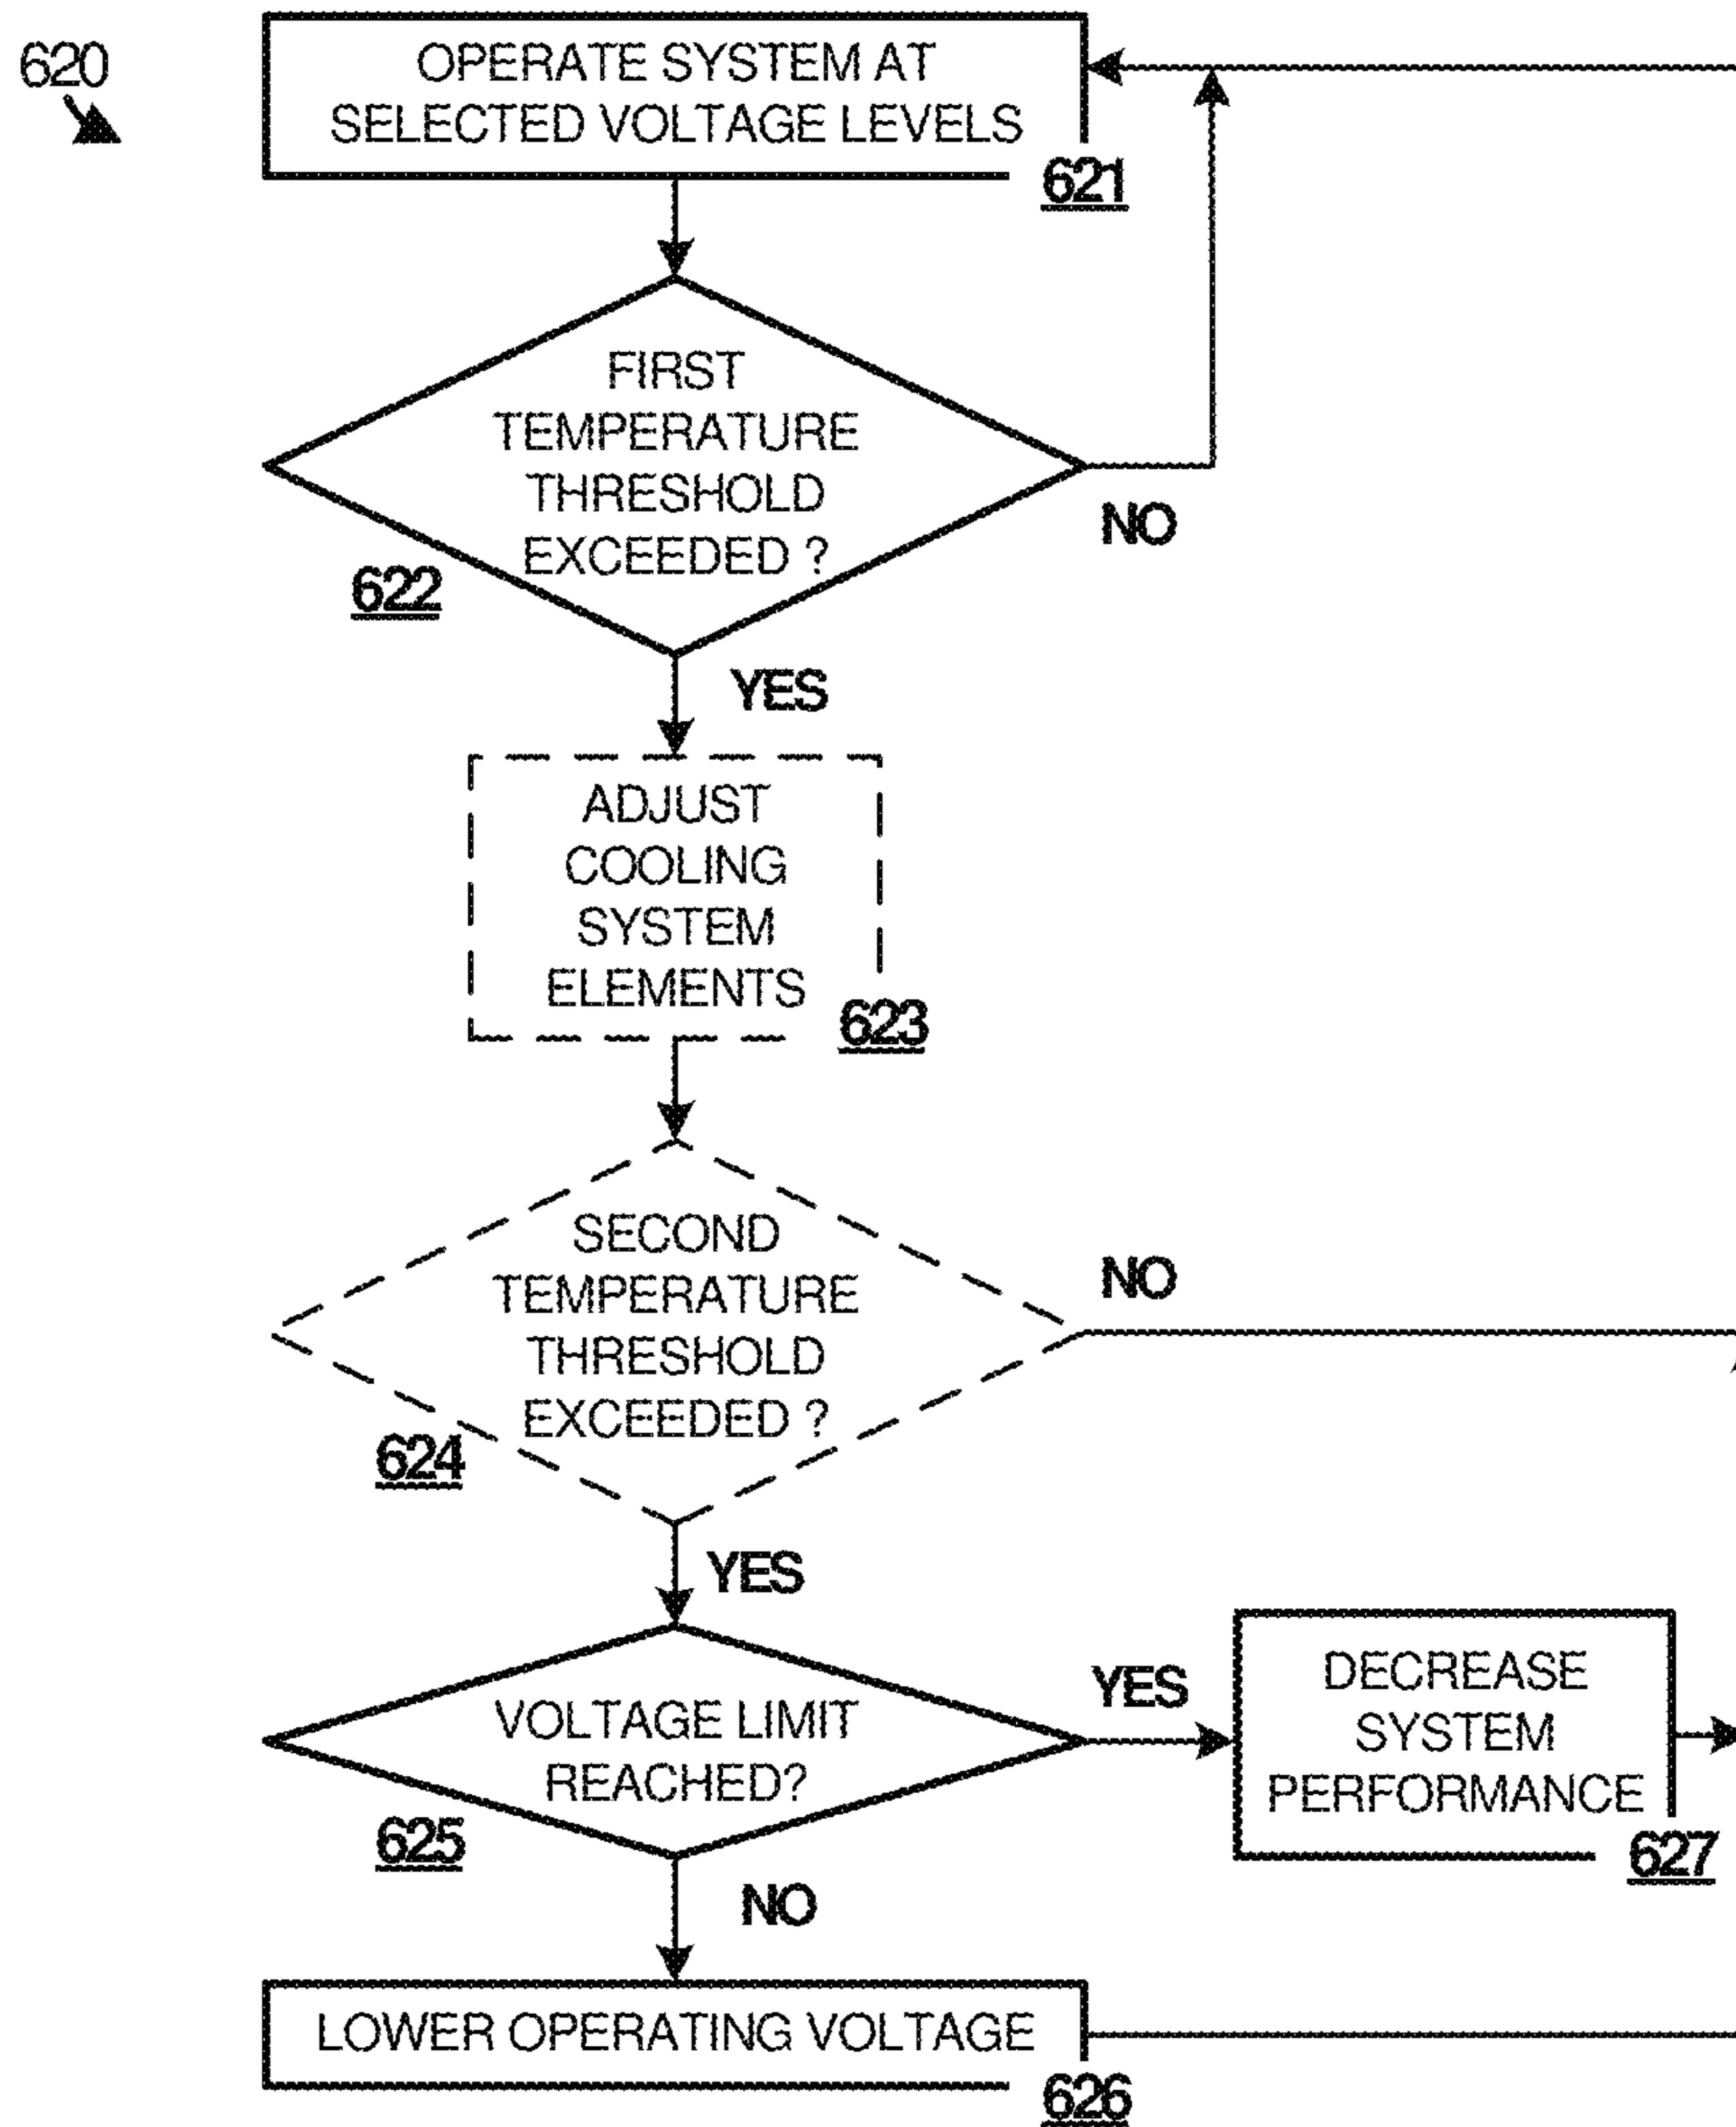 620
OPERATE SYSTEM AT
SELECTED VOLTAGE LEVELS
621
FIRST
TEMPERATURE
THRESHOLD
EXCEEDED ?
622
NO
YES
ADJUST
COOLING
SYSTEM
ELEMENTS
623
SECOND
TEMPERATURE
THRESHOLD
EXCEEDED ?
624
NO
YES
VOLTAGE LIMIT
REACHED?
625
YES
DECREASE
SYSTEM
PERFORMANCE
627
NO
LOWER OPERATING VOLTAGE
626